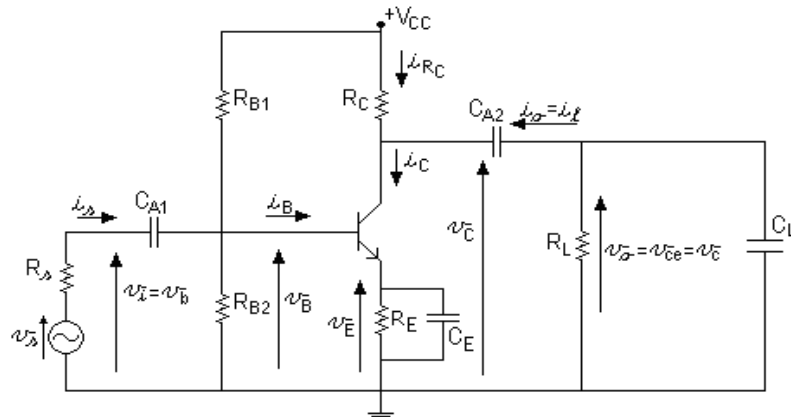 +VCC
iRC
RB1
RC
CA2
io=il
iC
is
CA1
iB
vC
RL
vo=vce=vc
CL
Rs
vi=vb
RB2
vB
vE
RE
CE
vs